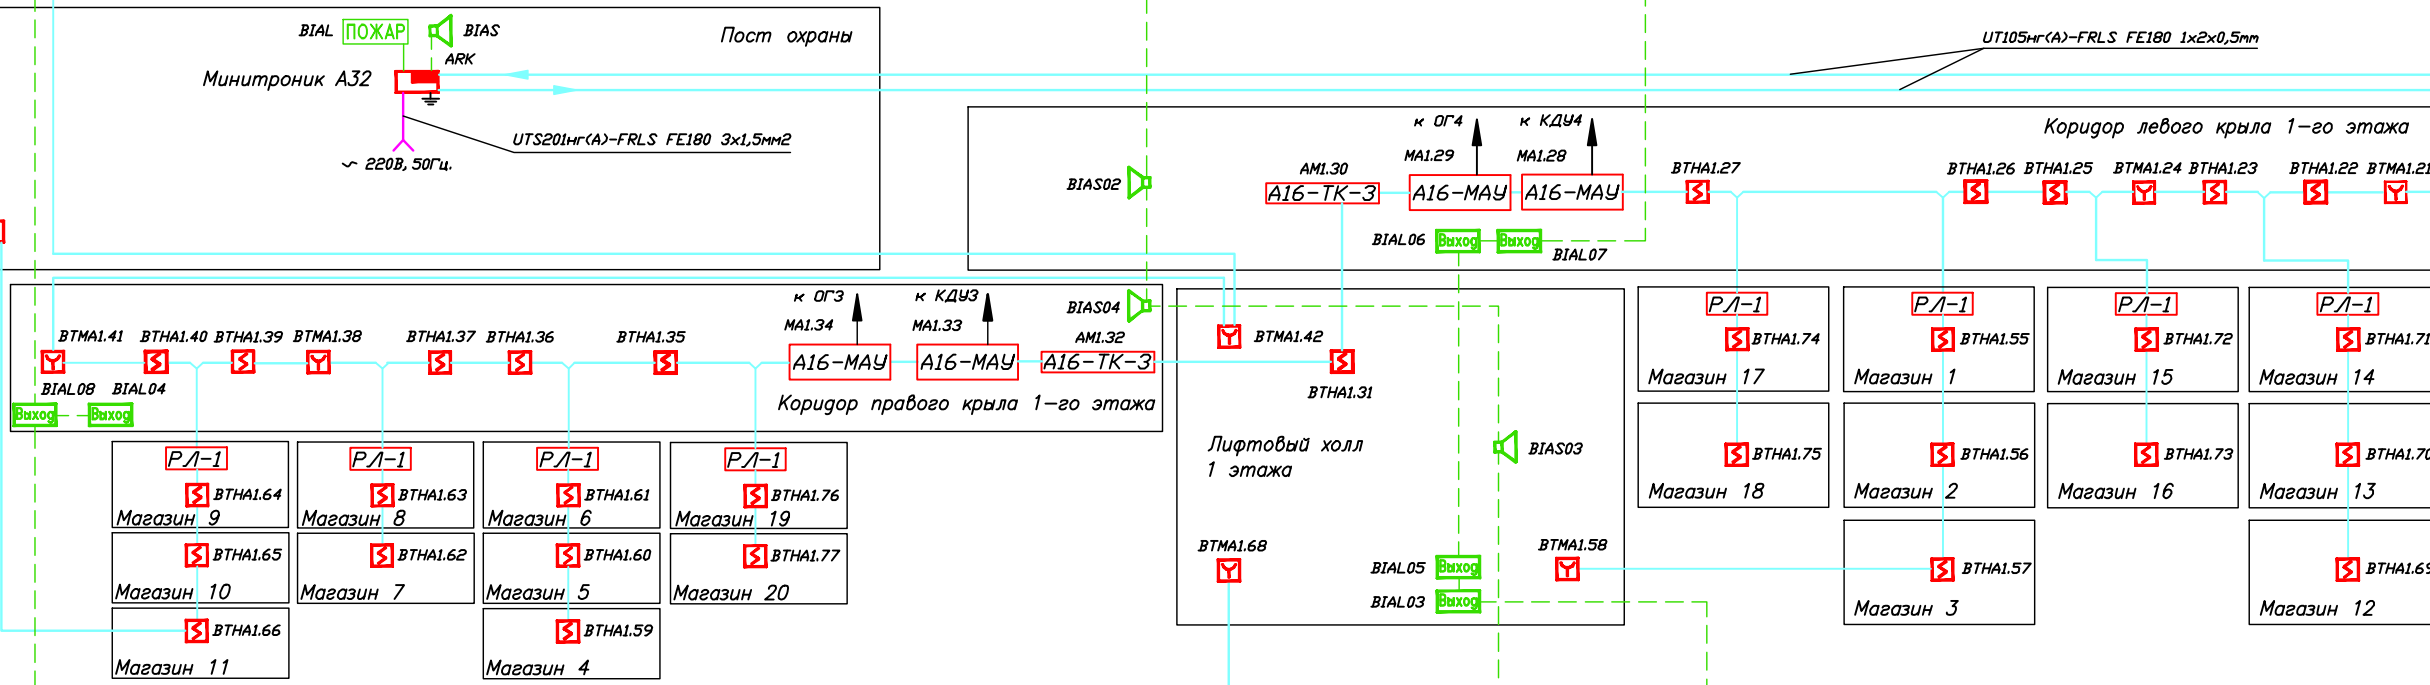 BIAL
ПОЖАР
BIAS
ARK
Пост охраны
Минитроник А32
UTS201нг(А)-FRLS FE180 3х1,5мм2
~ 220В, 50Гц.
UT105нг(А)-FRLS FE180 1х2х0,5мм
Коридор левого крыла 1-го этажа
к ОГ4
к КДУ4
МА1.29
МА1.28
АМ1.30
А16-ТК-3
А16-МАУ
А16-МАУ
BIAS02
BTHA1.27
BTHA1.26
BTHA1.25
BTMA1.24
BTHA1.23
BTHA1.22
BTMA1.21
BIAL06
Выход
Выход
BIAL07
к ОГ3
к КДУ3
МА1.34
МА1.33
АМ1.32
BIAS04
BTMA1.41
BTHA1.40
BTHA1.39
BTMA1.38
BTHA1.37
BTHA1.36
BTHA1.35
А16-МАУ
А16-МАУ
А16-ТК-3
BIAL08
BIAL04
Выход
Выход
Коридор правого крыла 1-го этажа
BTMA1.42
BTHA1.31
Лифтовый холл
1 этажа
BIAS03
BTMA1.68
BTMA1.58
BIAL05
Выход
BIAL03
Выход
РЛ-1
BTHA1.74
Магазин 17
BTHA1.75
Магазин 18
РЛ-1
BTHA1.55
Магазин 1
BTHA1.56
Магазин 2
BTHA1.57
Магазин 3
РЛ-1
BTHA1.72
Магазин 15
BTHA1.73
Магазин 16
РЛ-1
BTHA1.71
Магазин 14
BTHA1.70
Магазин 13
BTHA1.69
Магазин 12
РЛ-1
BTHA1.64
Магазин 9
BTHA1.65
Магазин 10
BTHA1.66
Магазин 11
РЛ-1
BTHA1.63
Магазин 8
BTHA1.62
Магазин 7
РЛ-1
BTHA1.61
Магазин 6
BTHA1.60
Магазин 5
BTHA1.59
Магазин 4
РЛ-1
BTHA1.76
Магазин 19
BTHA1.77
Магазин 20